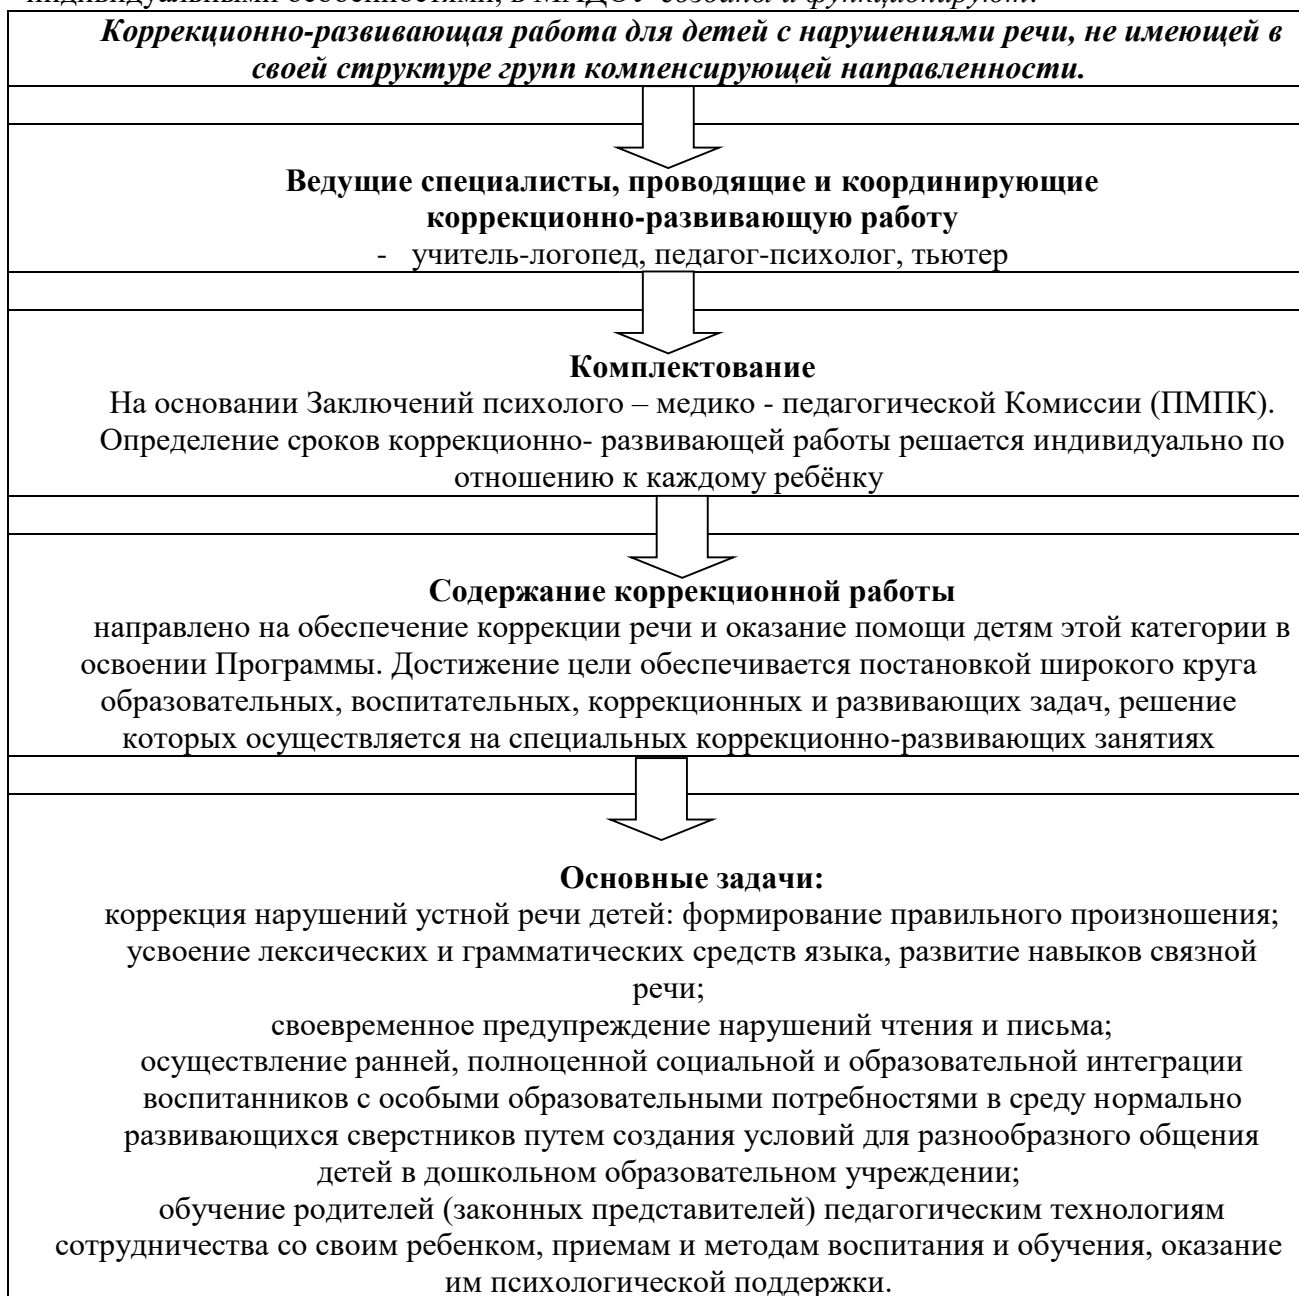 индивидуальными особенностями, в МАДОУ создана и функционируют:
Коррекционно-развивающая работа для детей с нарушениями речи, не имеющей в
своей структуре групп компенсирующей направленности.
Ведущие специалисты, проводящие и координирующие
коррекционно-развивающую работу
- учитель-логопед, педагог-психолог, тьютер
Комплектование
На основании Заключений психолого – медико - педагогической Комиссии (ПМПК).
Определение сроков коррекционно- развивающей работы решается индивидуально по
отношению к каждому ребёнку
Содержание коррекционной работы
направлено на обеспечение коррекции речи и оказание помощи детям этой категории в
освоении Программы. Достижение цели обеспечивается постановкой широкого круга
образовательных, воспитательных, коррекционных и развивающих задач, решение
которых осуществляется на специальных коррекционно-развивающих занятиях
Основные задачи:
коррекция нарушений устной речи детей: формирование правильного произношения;
усвоение лексических и грамматических средств языка, развитие навыков связной
речи;
своевременное предупреждение нарушений чтения и письма;
осуществление ранней, полноценной социальной и образовательной интеграции
воспитанников с особыми образовательными потребностями в среду нормально
развивающихся сверстников путем создания условий для разнообразного общения
детей в дошкольном образовательном учреждении;
обучение родителей (законных представителей) педагогическим технологиям
сотрудничества со своим ребенком, приемам и методам воспитания и обучения, оказание
им психологической поддержки.